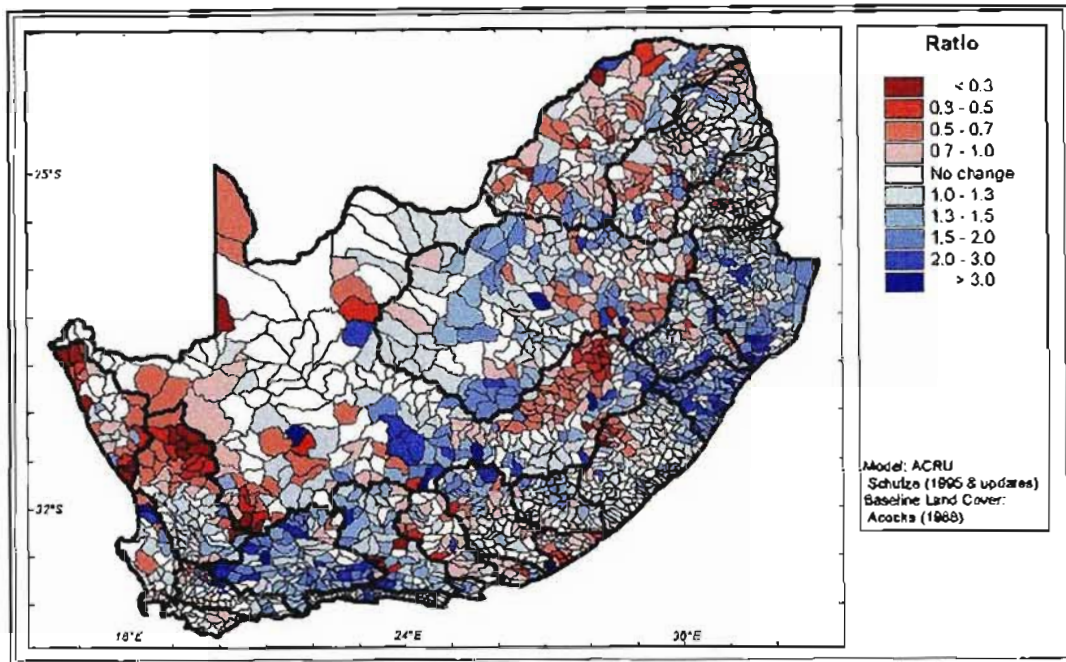 Ratio
< 0.3
0.3 - 0.5
0.5 - 0.7
0.7 - 1.0
No change
1.0 - 1.3
1.3 - 1.5
1.5 - 2.0
2.0 - 3.0
> 3.0
25°S
32°S
18°E
24°E
30°E
Model: ACRU
Schulze (1995 & updates)
Baseline Land Cover:
Acocks (1988)